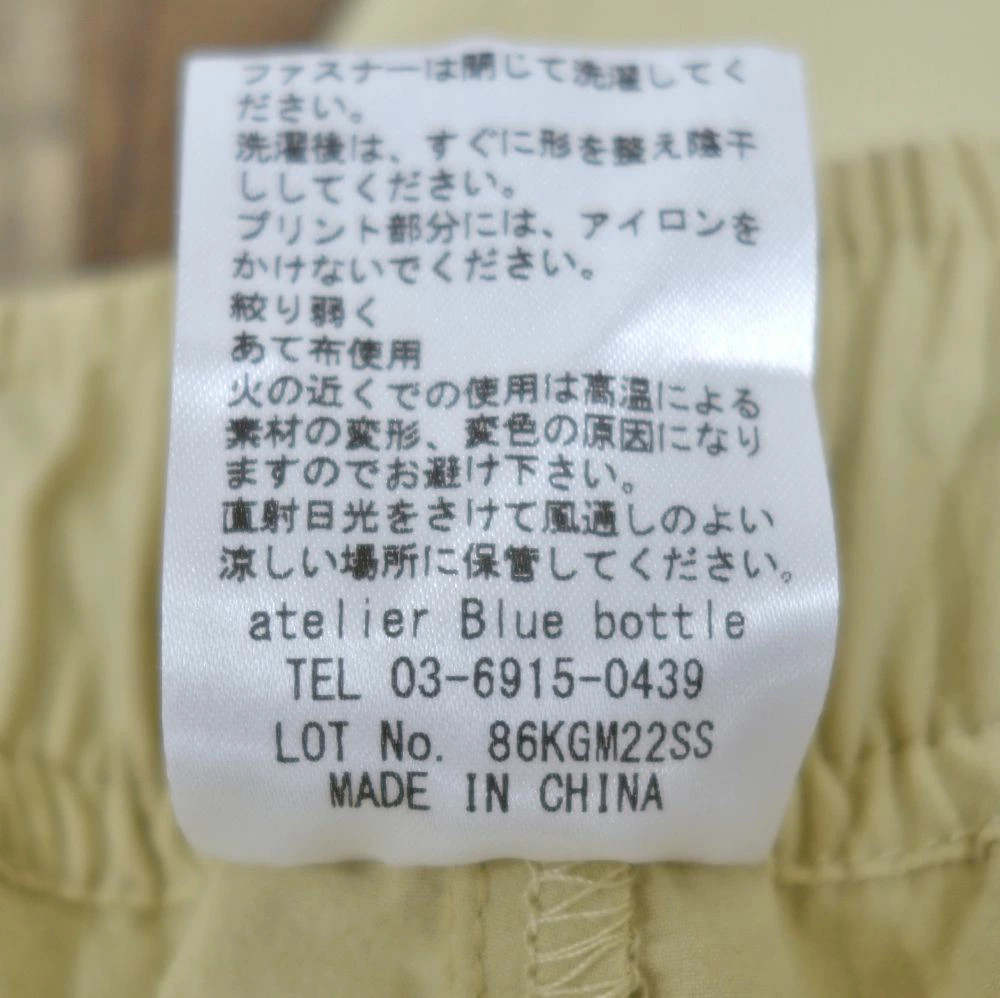 ファスナーは閉じて洗濯してく
ださい。
洗濯後は、すぐに形を整え陰干
ししてください。
プリント部分には、アイロンを
かけないでください。
絞り弱く
あて布使用
火の近くでの使用は高温による
素材の変形、変色の原因になり
ますのでお避け下さい。
直射日光をさけて風通しのよい
涼しい場所に保管してください。
atelier Blue bottle
TEL 03-6915-0439
LOT No. 86KGM22SS
MADE IN CHINA